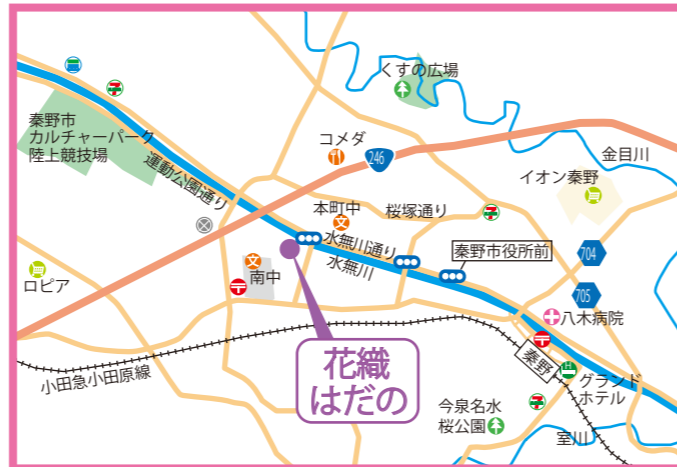 くすの広場
秦野市
カルチャーパーク
陸上競技場
コメダ
246
金目川
運動公園通り
イオン秦野
本町中
桜塚通り
文
水無川通り
水無川
秦野市役所前
704
ロピア
文
南中
705
八木病院
花織
はだの
秦野
小田急小田原線
H
グランド
ホテル
今泉名水
桜公園
室川
7
7
7